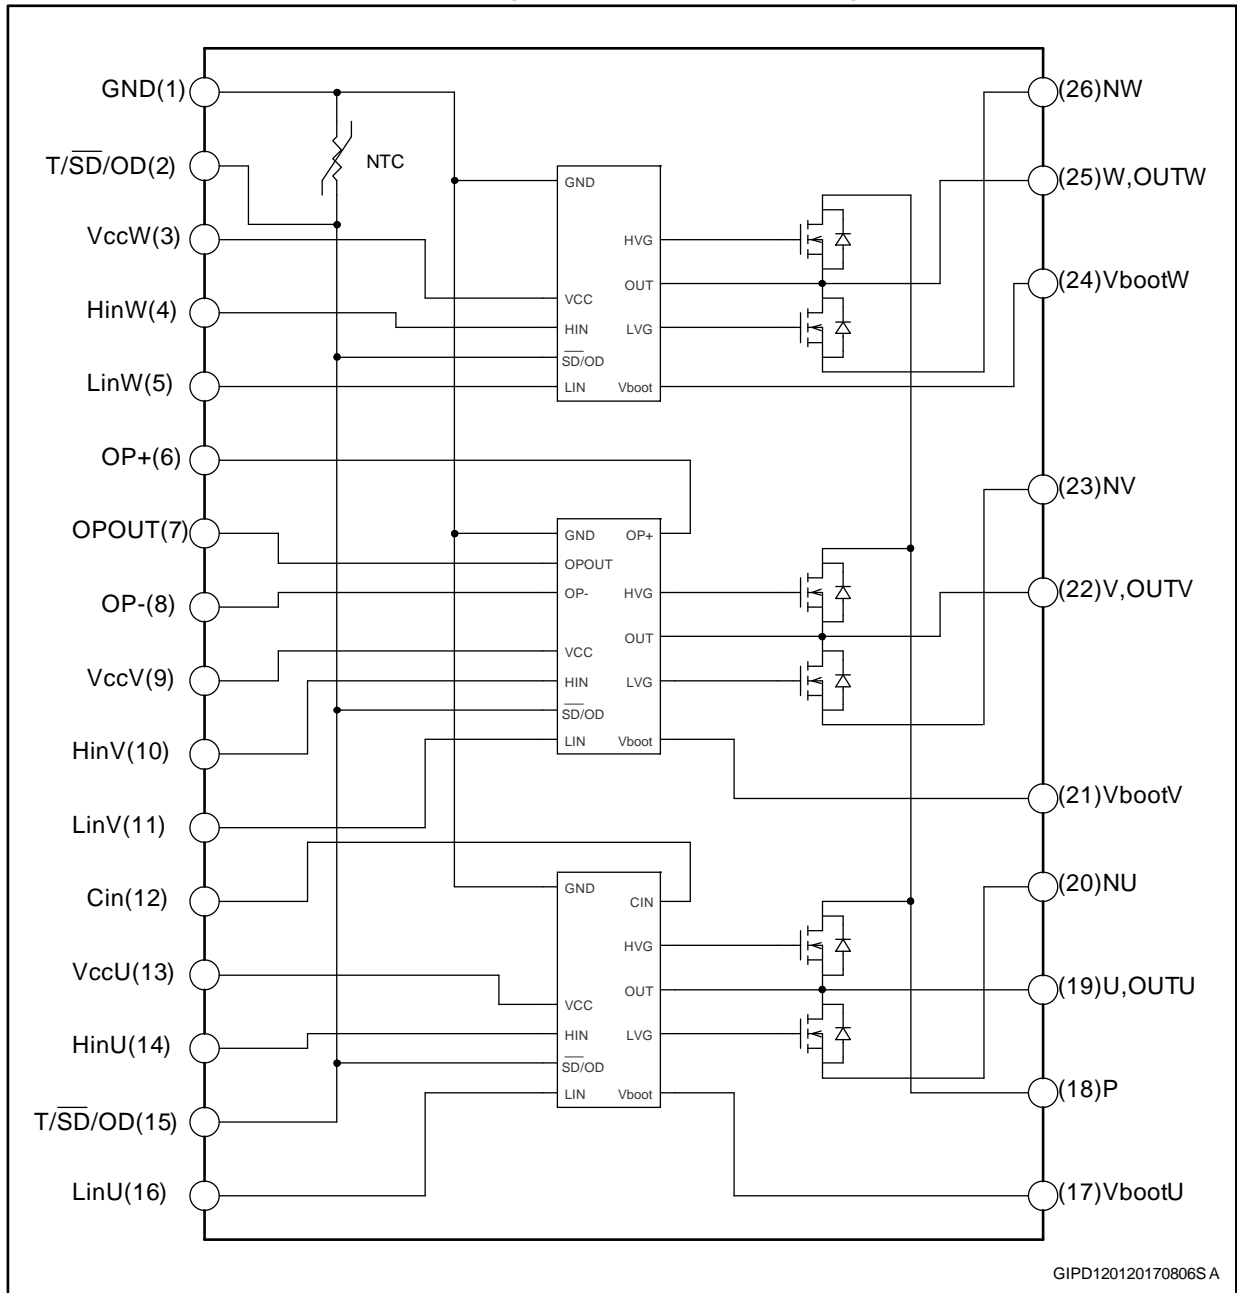 GND(1)
T/SD/OD(2)
VccW(3)
HinW(4)
LinW(5)
OP+(6)
OPOUT(7)
OP-(8)
VccV(9)
HinV(10)
LinV(11)
Cin(12)
VccU(13)
HinU(14)
T/SD/OD(15)
LinU(16)
NTC
GND
HVG
OUT
VCC
HIN
LVG
SD/OD
LIN
Vboot
GND
OP+
OPOUT
OP-
HVG
OUT
VCC
HIN
LVG
SD/OD
LIN
Vboot
GND
CIN
HVG
OUT
VCC
HIN
LVG
SD/OD
LIN
Vboot
(26)NW
(25)W,OUTW
(24)VbootW
(23)NV
(22)V,OUTV
(21)VbootV
(20)NU
(19)U,OUTU
(18)P
(17)VbootU
GIPD120120170806SA